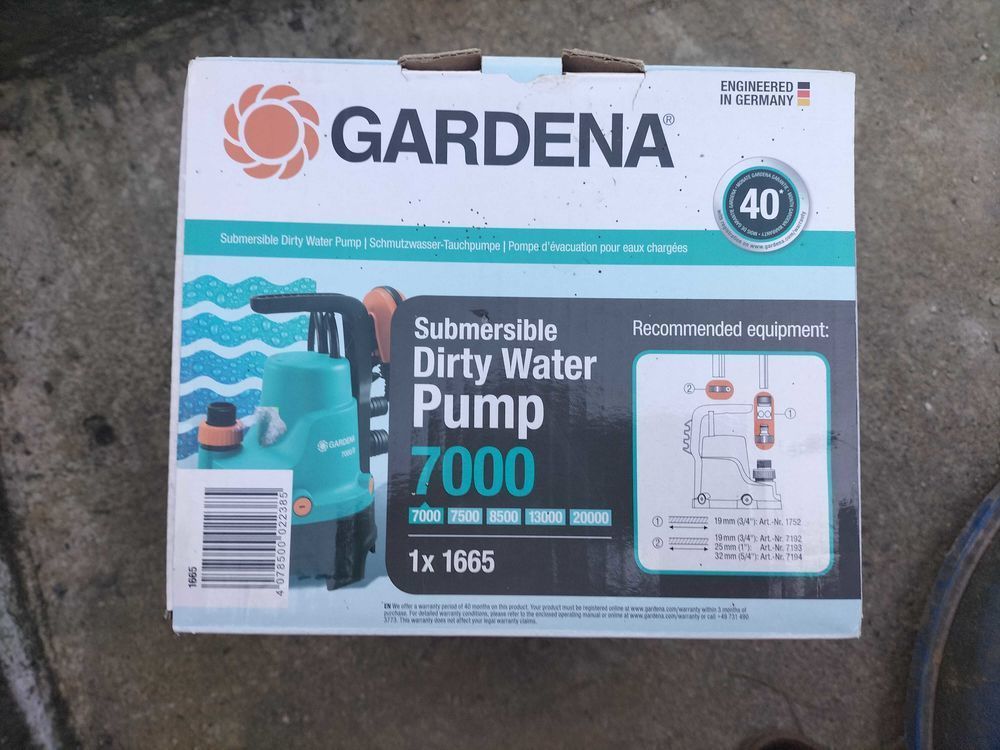 ENGINEERED
IN GERMANY
GARDENA®
40*
Submersible Dirty Water Pump | Schmutzwasser-Tauchpumpe | Pompe d'évacuation pour eaux chargées
Submersible
Dirty Water
Pump
7000
7000 7500 8500 13000 20000
1x 1665
GARDENA
7000
Recommended equipment:
②
①
① 19 mm (3/4"): Art.-Nr. 1752
② 19 mm (3/4"): Art.-Nr. 7192
25 mm (1"): Art.-Nr. 7193
32 mm (5/4"): Art.-Nr. 7194
1665
4 078500 022385
*EN We offer a warranty period of 40 months on this product. Your product must be registered online at www.gardena.com/warranty within 3 months of
purchase. For detailed warranty conditions, please refer to the enclosed operating manual or online at www.gardena.com/warranty or call +49 731 490
3773. This warranty does not affect your legal warranty claims.